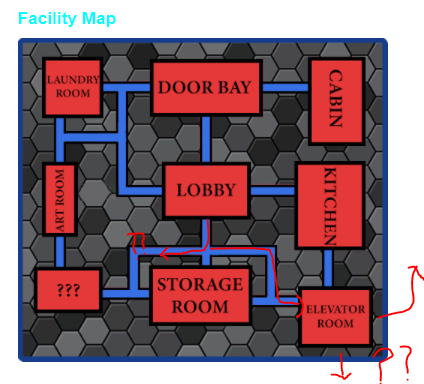 Facility Map
LAUNDRY
ROOM
DOOR BAY
CABIN
ART ROOM
LOBBY
KITCHEN
???
STORAGE
ROOM
ELEVATOR
ROOM
??